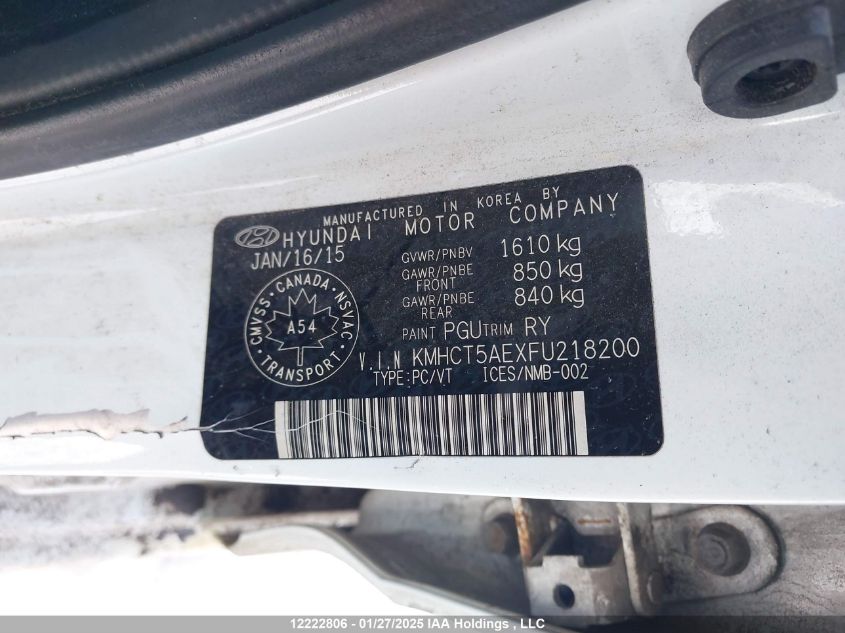 MANUFACTURED IN KOREA BY
HYUNDAI MOTOR COMPANY
JAN/16/15
GVWR/PNBV 1610 kg
GAWR/PNBE FRONT 850 kg
GAWR/PNBE REAR 840 kg
CANADA
CMVSS NSVAC
A54
TRANSPORT
PAINT PGU TRIM RY
V.I.N KMHCT5AEXFU218200
TYPE:PC/VT ICES/NMB-002
12222806 - 01/27/2025 IAA Holdings , LLC